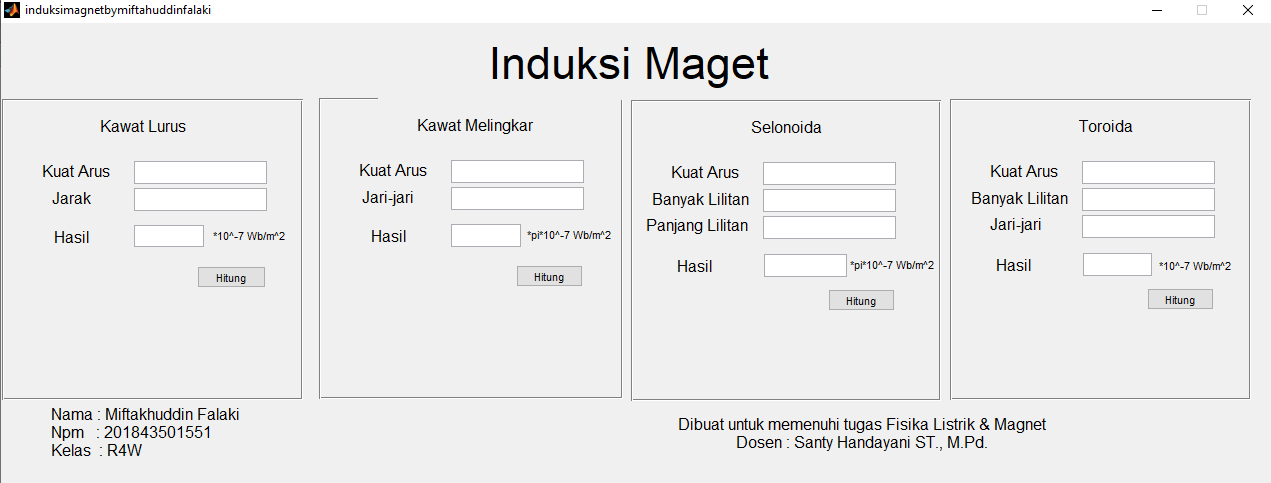 induksimagnetbymiftahuddinfalaki
Induksi Maget
Kawat Lurus
Kuat Arus
Jarak
Hasil *10^-7 Wb/m^2
Hitung
Kawat Melingkar
Kuat Arus
Jari-jari
Hasil *pi*10^-7 Wb/m^2
Hitung
Selonoida
Kuat Arus
Banyak Lilitan
Panjang Lilitan
Hasil *pi*10^-7 Wb/m^2
Hitung
Toroida
Kuat Arus
Banyak Lilitan
Jari-jari
Hasil *10^-7 Wb/m^2
Hitung
Nama : Miftakhuddin Falaki
Npm : 201843501551
Kelas : R4W
Dibuat untuk memenuhi tugas Fisika Listrik & Magnet
Dosen : Santy Handayani ST., M.Pd.